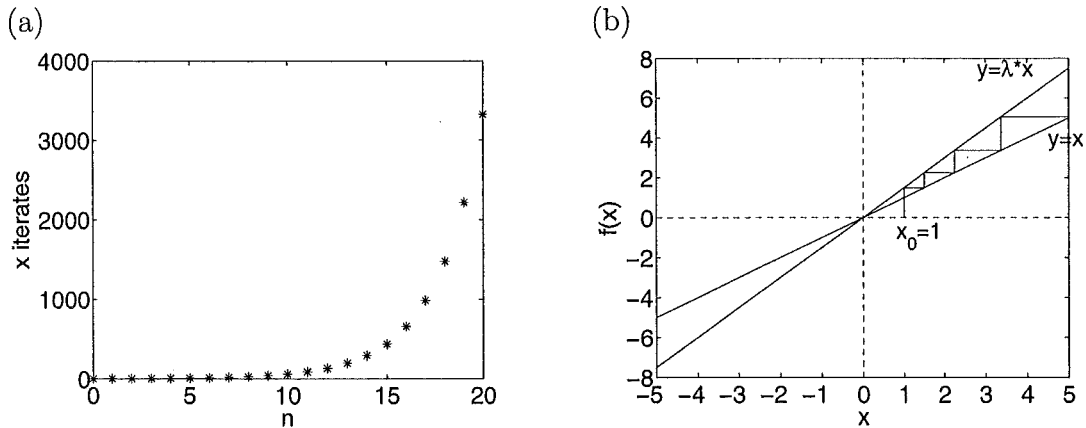 (a)
4000
3000
2000
1000
0
x iterates
0 5 10 15 20
n
(b)
8
6
4
2
0
−2
−4
−6
−8
f(x)
y=λ*x
y=x
x0=1
−5 −4 −3 −2 −1 0 1 2 3 4 5
x